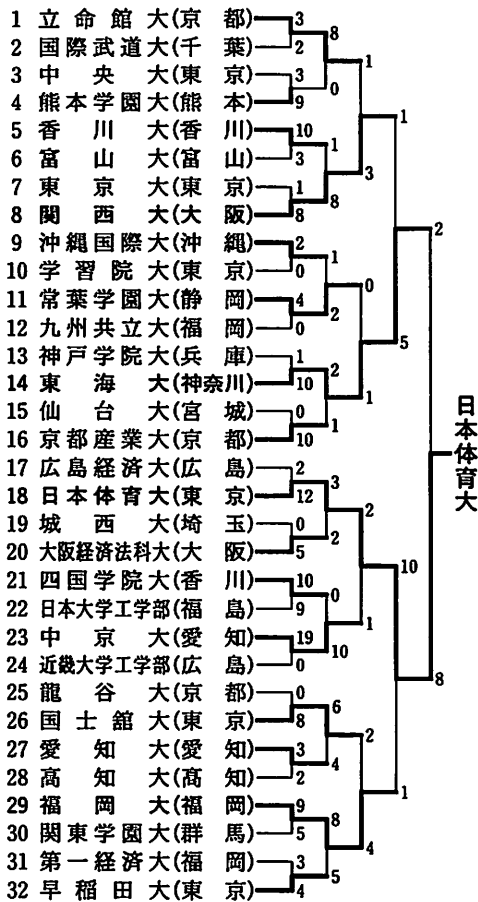 1 立命館大(京都) 3
2 国際武道大(千葉) 2
3 中央大(東京) 3
4 熊本学園大(熊本) 9
5 香川大(香川) 10
6 富山大(富山) 3
7 東京大(東京) 1
8 関西大(大阪) 8
9 沖縄国際大(沖縄) 2
10 学習院大(東京) 0
11 常葉学園大(静岡) 4
12 九州共立大(福岡) 0
13 神戸学院大(兵庫) 1
14 東海大(神奈川) 10
15 仙台大(宮城) 0
16 京都産業大(京都) 10
17 広島経済大(広島) 2
18 日本体育大(東京) 12
19 城西大(埼玉) 0
20 大阪経済法科大(大阪) 5
21 四国学院大(香川) 10
22 日本大学工学部(福島) 9
23 中京大(愛知) 19
24 近畿大学工学部(広島) 0
25 龍谷大(京都) 0
26 国士舘大(東京) 8
27 愛知大(愛知) 3
28 高知大(高知) 2
29 福岡大(福岡) 9
30 関東学園大(群馬) 5
31 第一経済大(福岡) 3
32 早稲田大(東京) 4
8
0
1
8
1
2
2
1
3
2
0
10
6
4
8
5
1
3
0
1
2
1
2
4
1
5
10
1
2
8
日本体育大